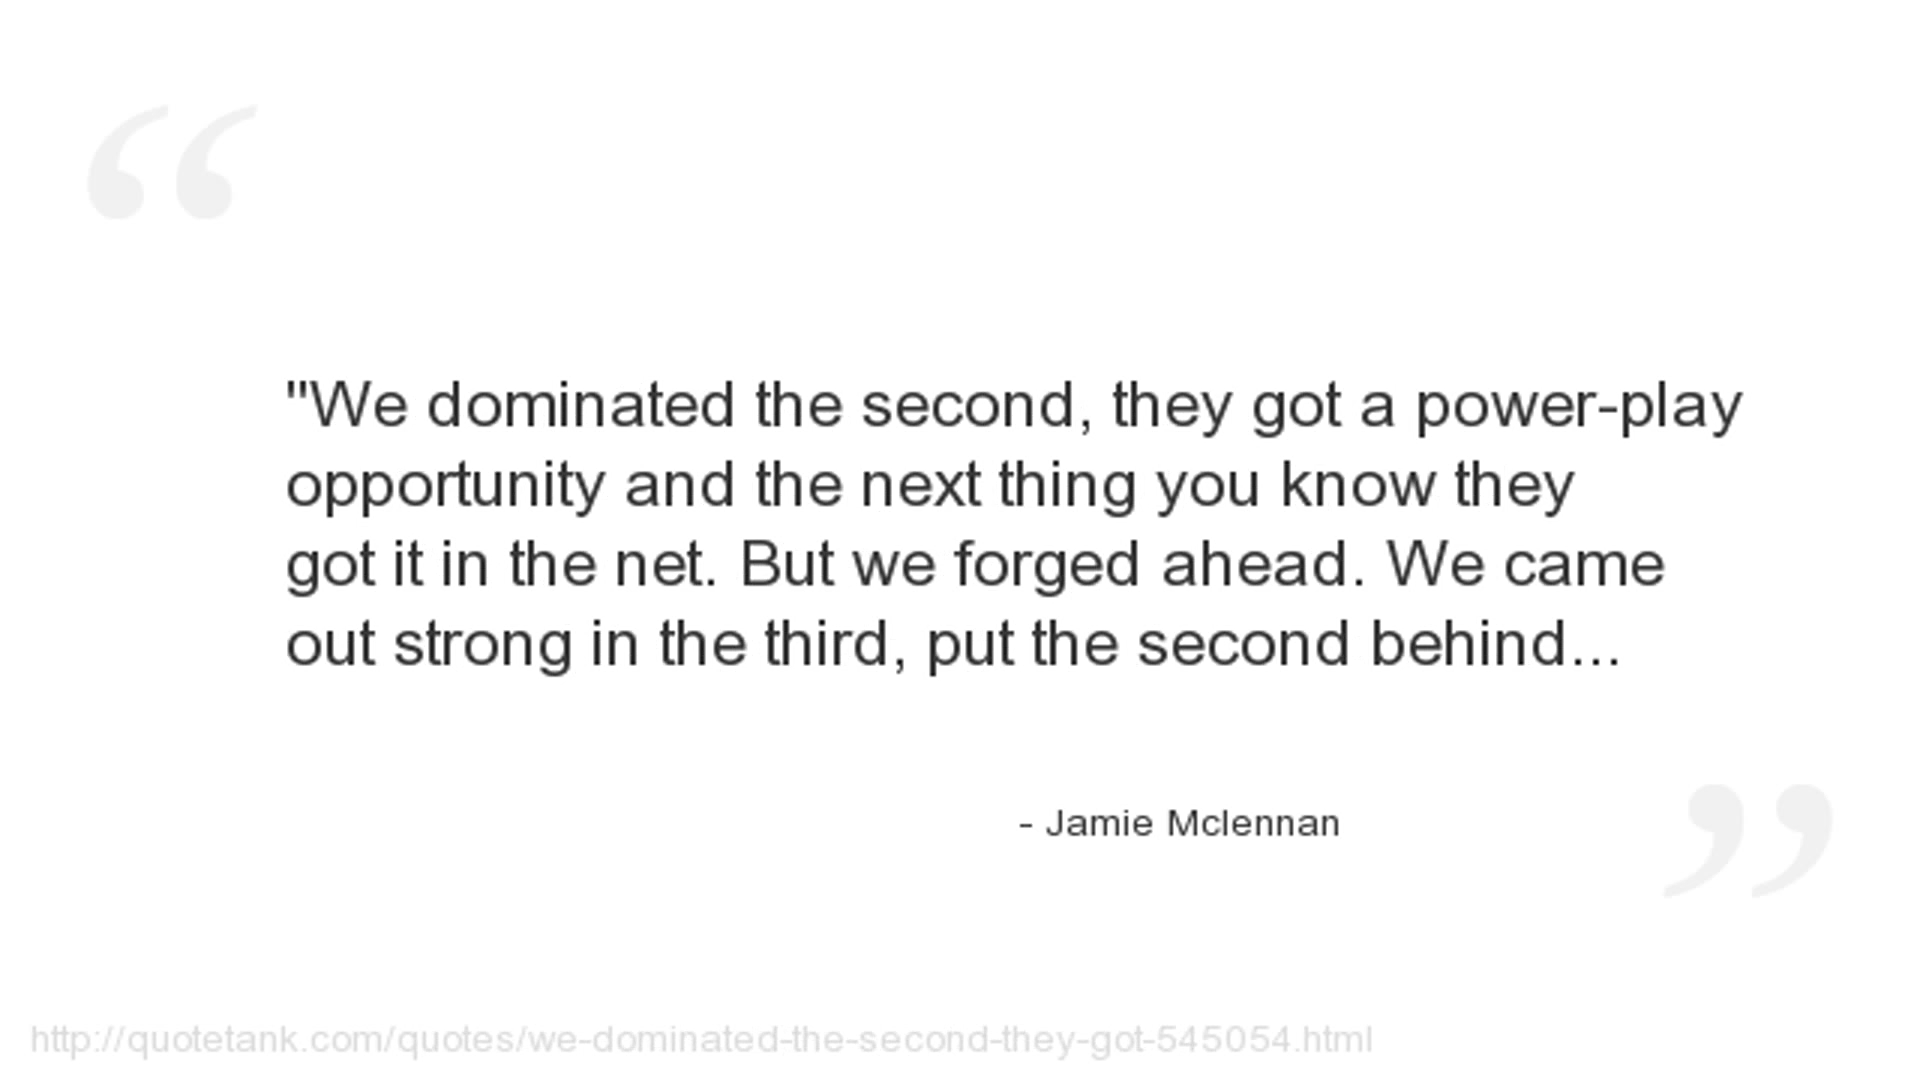 "We dominated the second, they got a power-play
opportunity and the next thing you know they
got it in the net. But we forged ahead. We came
out strong in the third, put the second behind...
- Jamie Mclennan
http://quotetank.com/quotes/we-dominated-the-second-they-got-545054.html